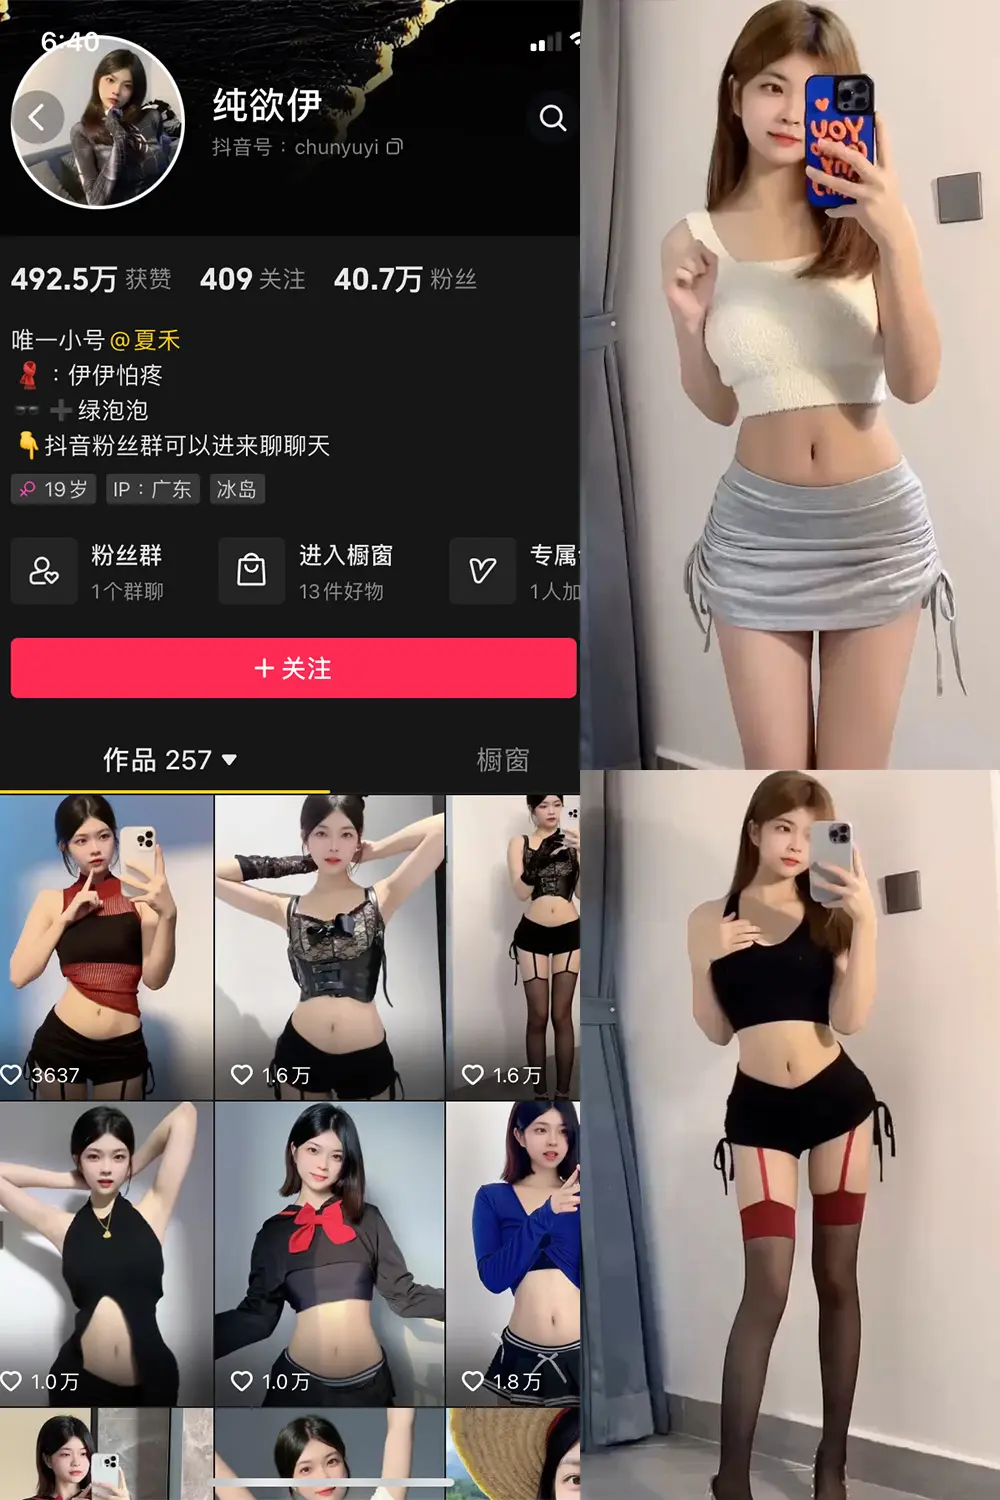 6:40
纯欲伊
抖音号：chunyuyi
492.5万 获赞 409 关注 40.7万 粉丝
唯一小号@夏禾
：伊伊怕疼
绿泡泡
抖音粉丝群可以进来聊聊天
19岁 IP：广东 冰岛
粉丝群 进入橱窗 专属
1个群聊 13件好物 1人加
+ 关注
作品 257 橱窗
3637 1.6万 1.6万
1.0万 1.0万 1.8万